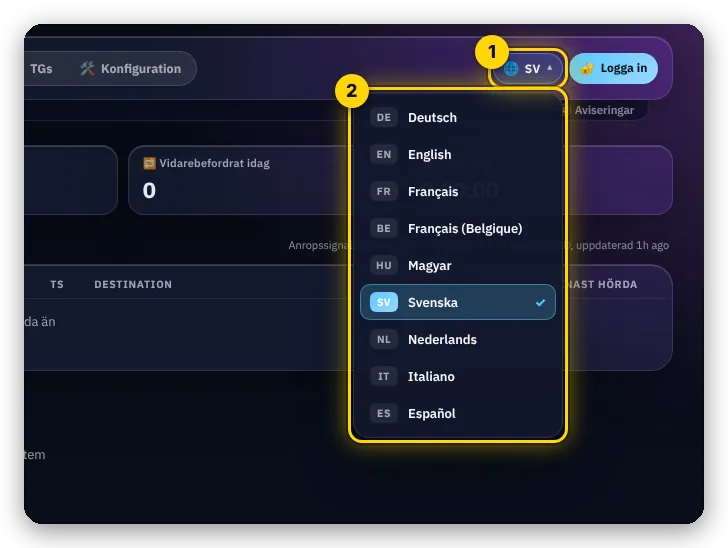 1
TGs
🛠️ Konfiguration
🌐 SV ▲
🔐 Logga in
2
Aviseringar
DE Deutsch
EN English
🔁 Vidarebefordrat idag
0
FR Français
BE Français (Belgique)
Anropssignal
uppdaterad 1h ago
HU Magyar
TS
DESTINATION
NAST HÖRDA
SV Svenska ✓
da än
NL Nederlands
IT Italiano
ES Español
tem